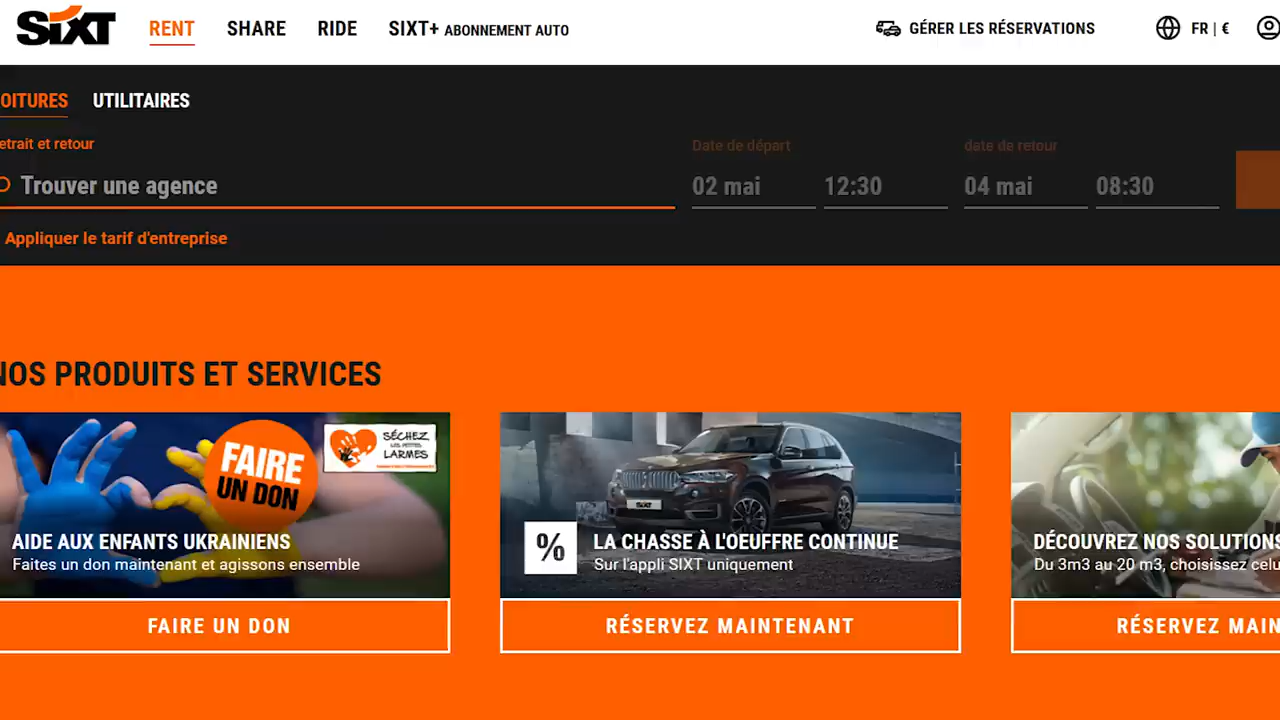 SIXT
RENT
SHARE
RIDE
SIXT+ ABONNEMENT AUTO
GÉRER LES RÉSERVATIONS
FR | €
OITURES
UTILITAIRES
etrait et retour
Date de départ
date de retour
Trouver une agence
02 mai
12:30
04 mai
08:30
Appliquer le tarif d'entreprise
NOS PRODUITS ET SERVICES
FAIRE
UN DON
SÉCHEZ
LES PETITES
LARMES
AIDE AUX ENFANTS UKRAINIENS
Faites un don maintenant et agissons ensemble
FAIRE UN DON
SIXT
%
LA CHASSE À L'OEUFFRE CONTINUE
Sur l'appli SIXT uniquement
RÉSERVEZ MAINTENANT
DÉCOUVREZ NOS SOLUTIONS
Du 3m3 au 20 m3, choisissez celu
RÉSERVEZ MAIN